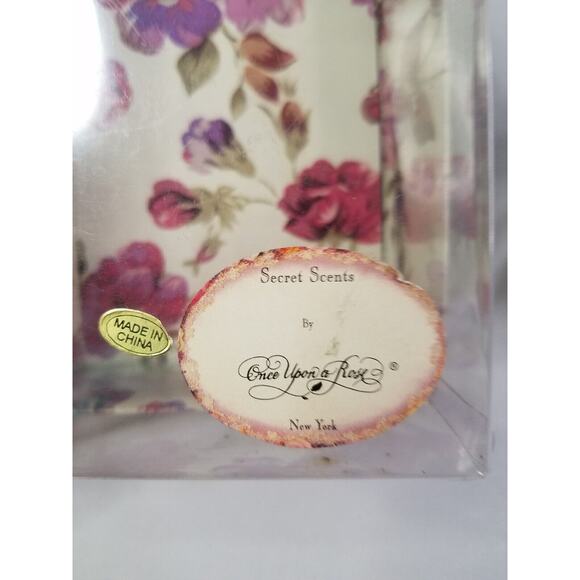 Secret Scents
By
Once Upon a Rose ®
New York
MADE IN
CHINA